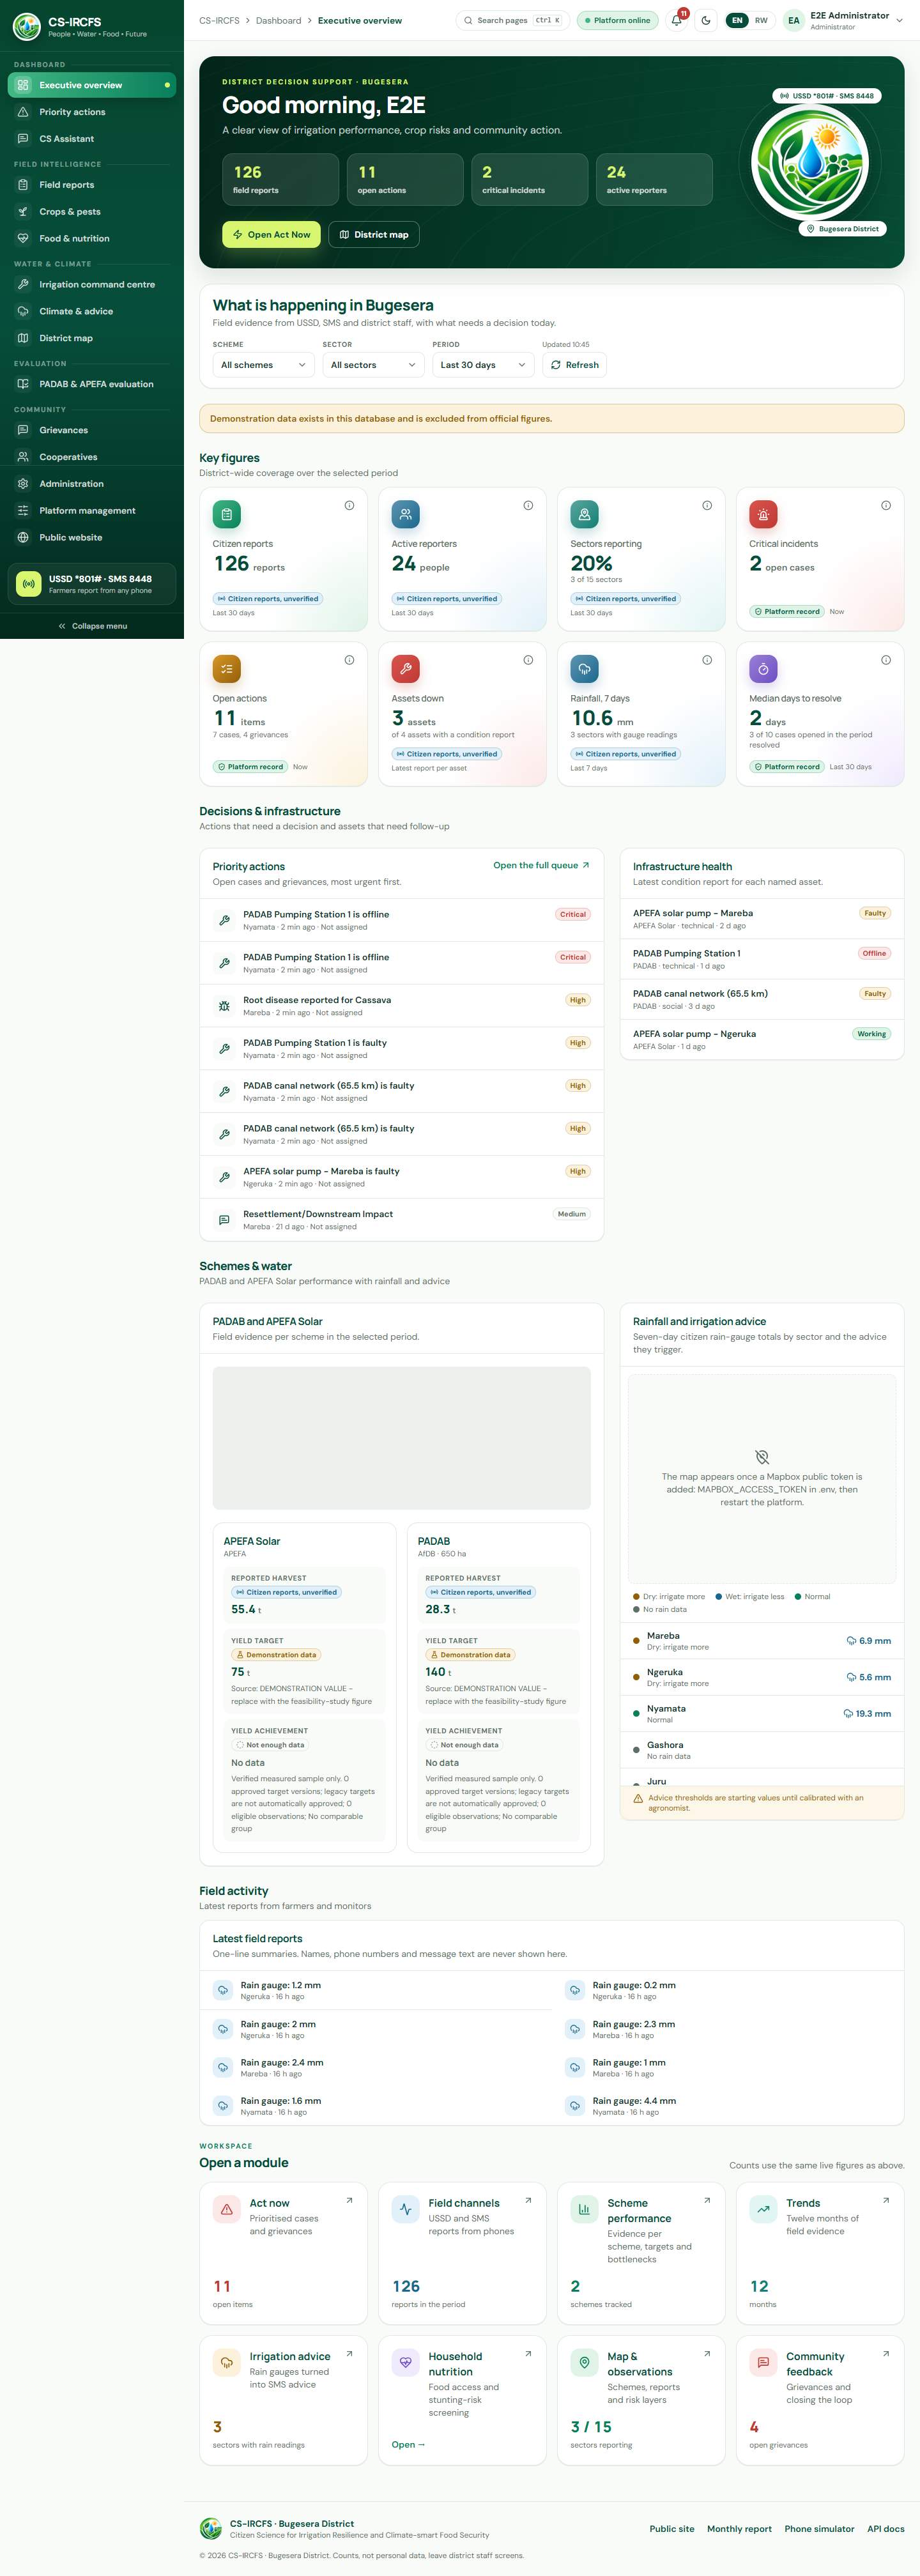 CS-IRCFS
People • Water • Food • Future
DASHBOARD
Executive overview
Priority actions
CS Assistant
FIELD INTELLIGENCE
Field reports
Crops & pests
Food & nutrition
WATER & CLIMATE
Irrigation command centre
Climate & advice
District map
EVALUATION
PADAB & APEFA evaluation
COMMUNITY
Grievances
Cooperatives
Administration
Platform management
Public website
USSD *801# · SMS 8448
Farmers report from any phone
Collapse menu
CS-IRCFS > Dashboard > Executive overview
Search pages Ctrl K
Platform online
11
EN RW
EA
E2E Administrator
Administrator
DISTRICT DECISION SUPPORT · BUGESERA
Good morning, E2E
A clear view of irrigation performance, crop risks and community action.
126
field reports
11
open actions
2
critical incidents
24
active reporters
Open Act Now
District map
USSD *801# · SMS 8448
Bugesera District
What is happening in Bugesera
Field evidence from USSD, SMS and district staff, with what needs a decision today.
SCHEME
All schemes
SECTOR
All sectors
PERIOD
Last 30 days
Updated 10:45
Refresh
Demonstration data exists in this database and is excluded from official figures.
Key figures
District-wide coverage over the selected period
Citizen reports
126 reports
Citizen reports, unverified
Last 30 days
Active reporters
24 people
Citizen reports, unverified
Last 30 days
Sectors reporting
20%
3 of 15 sectors
Citizen reports, unverified
Last 30 days
Critical incidents
2 open cases
Platform record Now
Open actions
11 items
7 cases, 4 grievances
Platform record Now
Assets down
3 assets
of 4 assets with a condition report
Citizen reports, unverified
Latest report per asset
Rainfall, 7 days
10.6 mm
3 sectors with gauge readings
Citizen reports, unverified
Last 7 days
Median days to resolve
2 days
3 of 10 cases opened in the period
resolved
Platform record Last 30 days
Decisions & infrastructure
Actions that need a decision and assets that need follow-up
Priority actions
Open the full queue
Open cases and grievances, most urgent first.
PADAB Pumping Station 1 is offline
Critical
Nyamata · 2 min ago · Not assigned
PADAB Pumping Station 1 is offline
Critical
Nyamata · 2 min ago · Not assigned
Root disease reported for Cassava
High
Mareba · 2 min ago · Not assigned
PADAB Pumping Station 1 is faulty
High
Nyamata · 2 min ago · Not assigned
PADAB canal network (65.5 km) is faulty
High
Nyamata · 2 min ago · Not assigned
PADAB canal network (65.5 km) is faulty
High
Nyamata · 2 min ago · Not assigned
APEFA solar pump – Mareba is faulty
High
Ngeruka · 2 min ago · Not assigned
Resettlement/Downstream Impact
Medium
Mareba · 21 d ago · Not assigned
Infrastructure health
Latest condition report for each named asset.
APEFA solar pump – Mareba
Faulty
APEFA Solar · technical · 2 d ago
PADAB Pumping Station 1
Offline
PADAB · technical · 1 d ago
PADAB canal network (65.5 km)
Faulty
PADAB · social · 3 d ago
APEFA solar pump – Ngeruka
Working
APEFA Solar · 1 d ago
Schemes & water
PADAB and APEFA Solar performance with rainfall and advice
PADAB and APEFA Solar
Field evidence per scheme in the selected period.
APEFA Solar
APEFA
REPORTED HARVEST
Citizen reports, unverified
55.4 t
YIELD TARGET
Demonstration data
75 t
Source: DEMONSTRATION VALUE –
replace with the feasibility-study figure
YIELD ACHIEVEMENT
Not enough data
No data
Verified measured sample only. 0
approved target versions; legacy targets
are not automatically approved; 0
eligible observations; No comparable
group
PADAB
AfDB · 650 ha
REPORTED HARVEST
Citizen reports, unverified
28.3 t
YIELD TARGET
Demonstration data
140 t
Source: DEMONSTRATION VALUE –
replace with the feasibility-study figure
YIELD ACHIEVEMENT
Not enough data
No data
Verified measured sample only. 0
approved target versions; legacy targets
are not automatically approved; 0
eligible observations; No comparable
group
Rainfall and irrigation advice
Seven-day citizen rain-gauge totals by sector and the advice
they trigger.
The map appears once a Mapbox public token is
added: MAPBOX_ACCESS_TOKEN in .env, then
restart the platform.
Dry: irrigate more Wet: irrigate less Normal
No rain data
Mareba
Dry: irrigate more
6.9 mm
Ngeruka
Dry: irrigate more
5.6 mm
Nyamata
Normal
19.3 mm
Gashora
No rain data
Juru
Advice thresholds are starting values until calibrated with an
agronomist.
Field activity
Latest reports from farmers and monitors
Latest field reports
One-line summaries. Names, phone numbers and message text are never shown here.
Rain gauge: 1.2 mm
Ngeruka · 16 h ago
Rain gauge: 0.2 mm
Ngeruka · 16 h ago
Rain gauge: 2 mm
Ngeruka · 16 h ago
Rain gauge: 2.3 mm
Mareba · 16 h ago
Rain gauge: 2.4 mm
Mareba · 16 h ago
Rain gauge: 1 mm
Mareba · 16 h ago
Rain gauge: 1.6 mm
Nyamata · 16 h ago
Rain gauge: 4.4 mm
Nyamata · 16 h ago
WORKSPACE
Open a module
Counts use the same live figures as above.
Act now
Prioritised cases
and grievances
11
open items
Field channels
USSD and SMS
reports from phones
126
reports in the period
Scheme
performance
Evidence per
scheme, targets and
bottlenecks
2
schemes tracked
Trends
Twelve months of
field evidence
12
months
Irrigation advice
Rain gauges turned
into SMS advice
3
sectors with rain readings
Household
nutrition
Food access and
stunting-risk
screening
Open →
Map &
observations
Schemes, reports
and risk layers
3 / 15
sectors reporting
Community
feedback
Grievances and
closing the loop
4
open grievances
CS-IRCFS · Bugesera District
Citizen Science for Irrigation Resilience and Climate-smart Food Security
Public site Monthly report Phone simulator API docs
© 2026 CS-IRCFS · Bugesera District. Counts, not personal data, leave district staff screens.